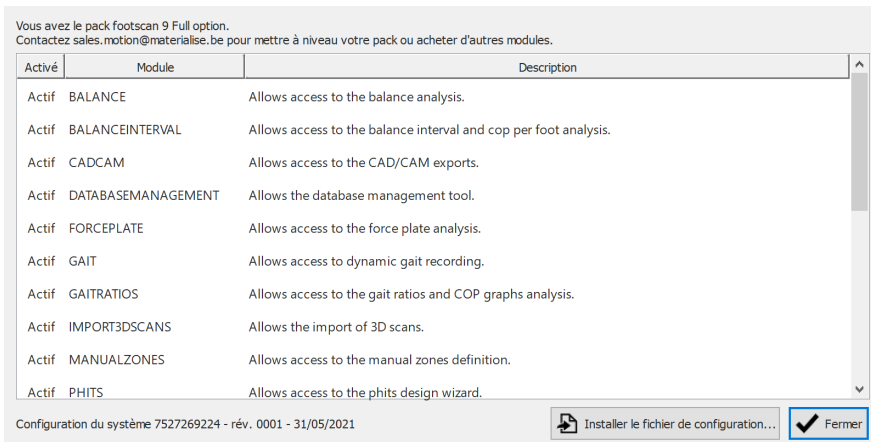 Vous avez le pack footscan 9 Full option.
Contactez sales.motion@materialise.be pour mettre à niveau votre pack ou acheter d'autres modules.
Activé Module Description
Actif BALANCE Allows access to the balance analysis.
Actif BALANCEINTERVAL Allows access to the balance interval and cop per foot analysis.
Actif CADCAM Allows access to the CAD/CAM exports.
Actif DATABASEMANAGEMENT Allows the database management tool.
Actif FORCEPLATE Allows access to the force plate analysis.
Actif GAIT Allows access to dynamic gait recording.
Actif GAITRATIOS Allows access to the gait ratios and COP graphs analysis.
Actif IMPORT3DSCANS Allows the import of 3D scans.
Actif MANUALZONES Allows access to the manual zones definition.
Actif PHITS Allows access to the phits design wizard.
Configuration du système 7527269224 - rév. 0001 - 31/05/2021 Installer le fichier de configuration... Fermer